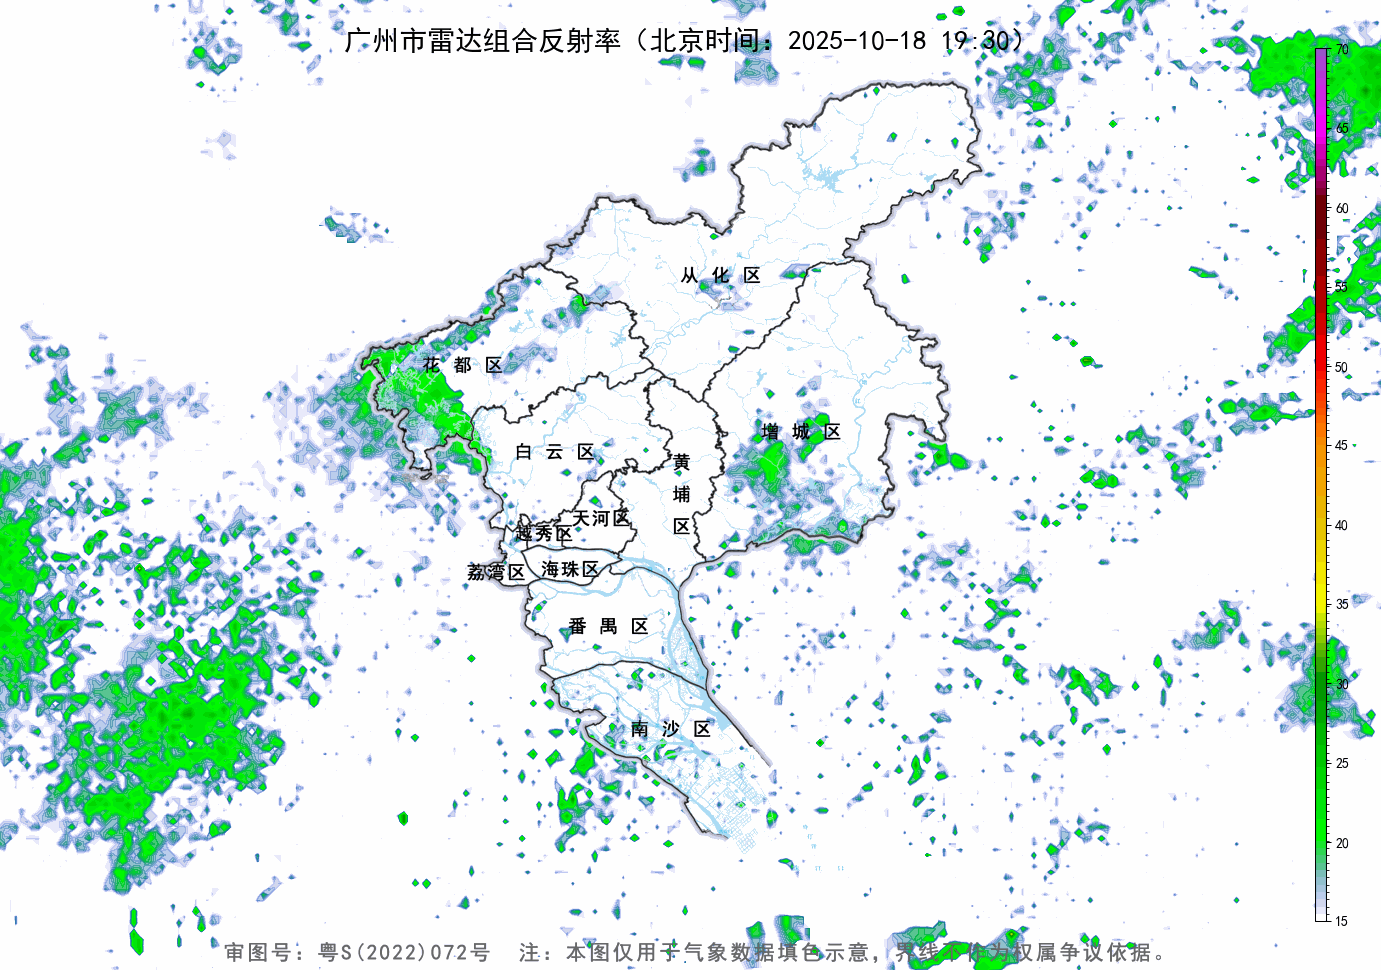 广州市雷达组合反射率（北京时间：2025-10-18 19:30）
70
65
60
55
50
45
40
35
30
25
20
15
从化区
花都区
增城区
白云区
黄埔区
天河区
越秀区
海珠区
荔湾区
番禺区
南沙区
审图号：粤S(2022)072号 注：本图仅用于气象数据填色示意，界线不作为权属争议依据。